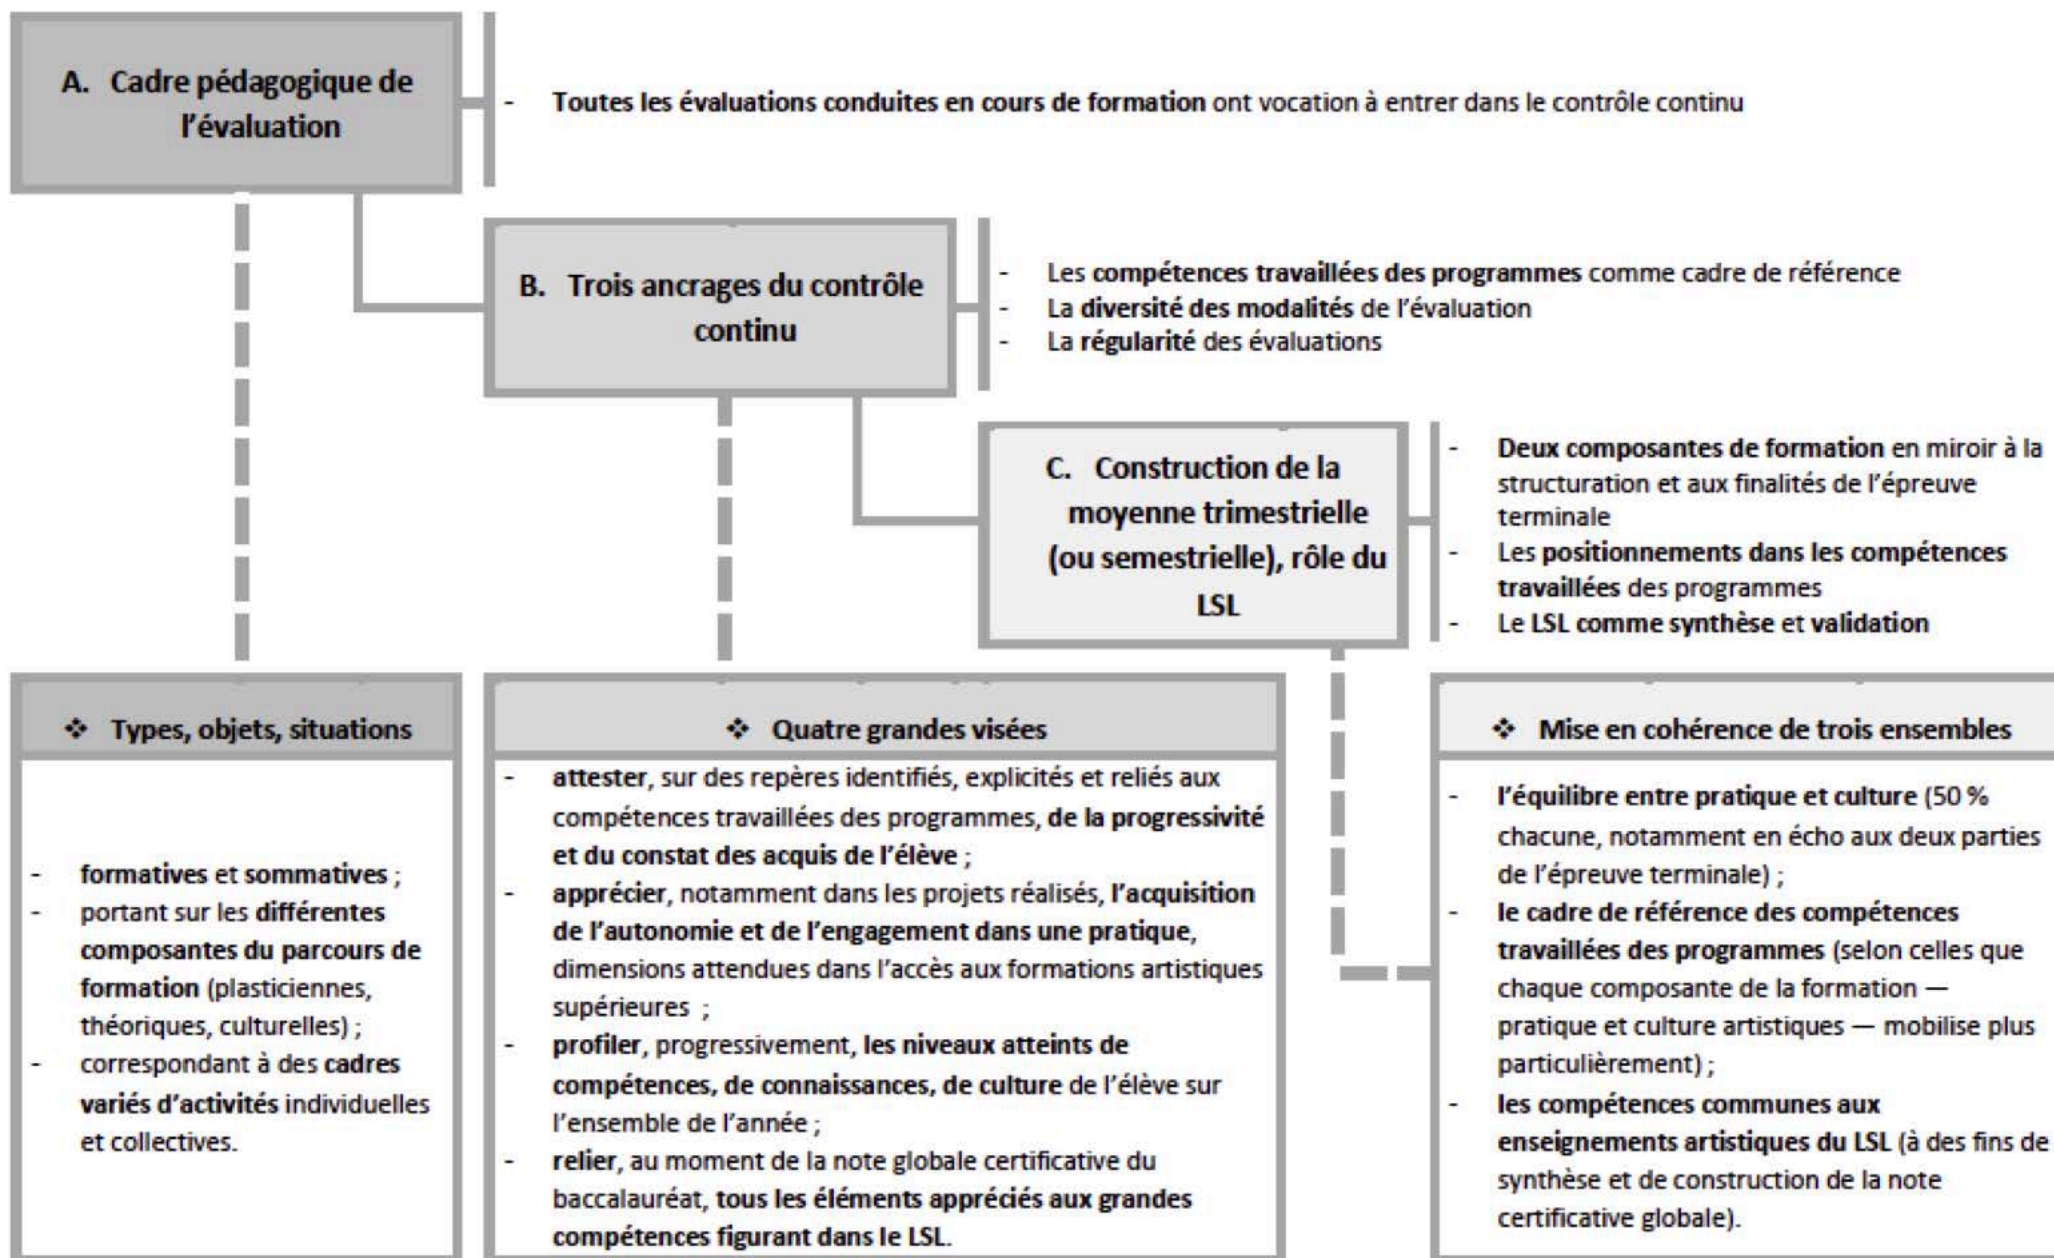 A. Cadre pédagogique de
l'évaluation
- Toutes les évaluations conduites en cours de formation ont vocation à entrer dans le contrôle continu
B. Trois ancrages du contrôle
continu
- Les compétences travaillées des programmes comme cadre de référence
- La diversité des modalités de l'évaluation
- La régularité des évaluations
C. Construction de la
moyenne trimestrielle
(ou semestrielle), rôle du
LSL
- Deux composantes de formation en miroir à la
structuration et aux finalités de l'épreuve
terminale
- Les positionnements dans les compétences
travaillées des programmes
- Le LSL comme synthèse et validation
❖ Types, objets, situations
- formatives et sommatives ;
- portant sur les différentes
composantes du parcours de
formation (plasticiennes,
théoriques, culturelles) ;
- correspondant à des cadres
variés d'activités individuelles
et collectives.
❖ Quatre grandes visées
- attester, sur des repères identifiés, explicités et reliés aux
compétences travaillées des programmes, de la progressivité
et du constat des acquis de l'élève ;
- apprécier, notamment dans les projets réalisés, l'acquisition
de l'autonomie et de l'engagement dans une pratique,
dimensions attendues dans l'accès aux formations artistiques
supérieures ;
- profiler, progressivement, les niveaux atteints de
compétences, de connaissances, de culture de l'élève sur
l'ensemble de l'année ;
- relier, au moment de la note globale certificative du
baccalauréat, tous les éléments appréciés aux grandes
compétences figurant dans le LSL.
❖ Mise en cohérence de trois ensembles
- l'équilibre entre pratique et culture (50 %
chacune, notamment en écho aux deux parties
de l'épreuve terminale) ;
- le cadre de référence des compétences
travaillées des programmes (selon celles que
chaque composante de la formation —
pratique et culture artistiques — mobilise plus
particulièrement) ;
- les compétences communes aux
enseignements artistiques du LSL (à des fins de
synthèse et de construction de la note
certificative globale).